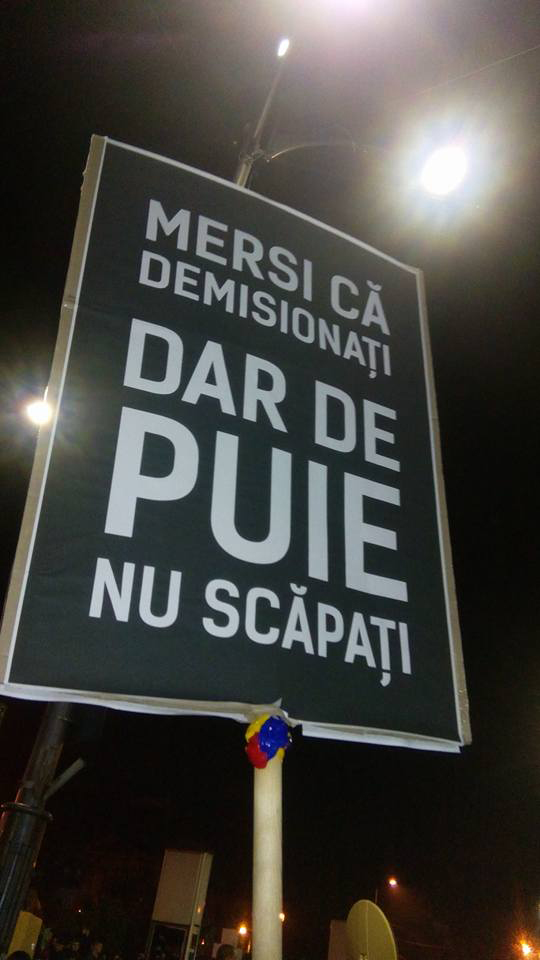 MERSI CĂ
DEMISIONAȚI
DAR DE
PUIE
NU SCĂPAȚI